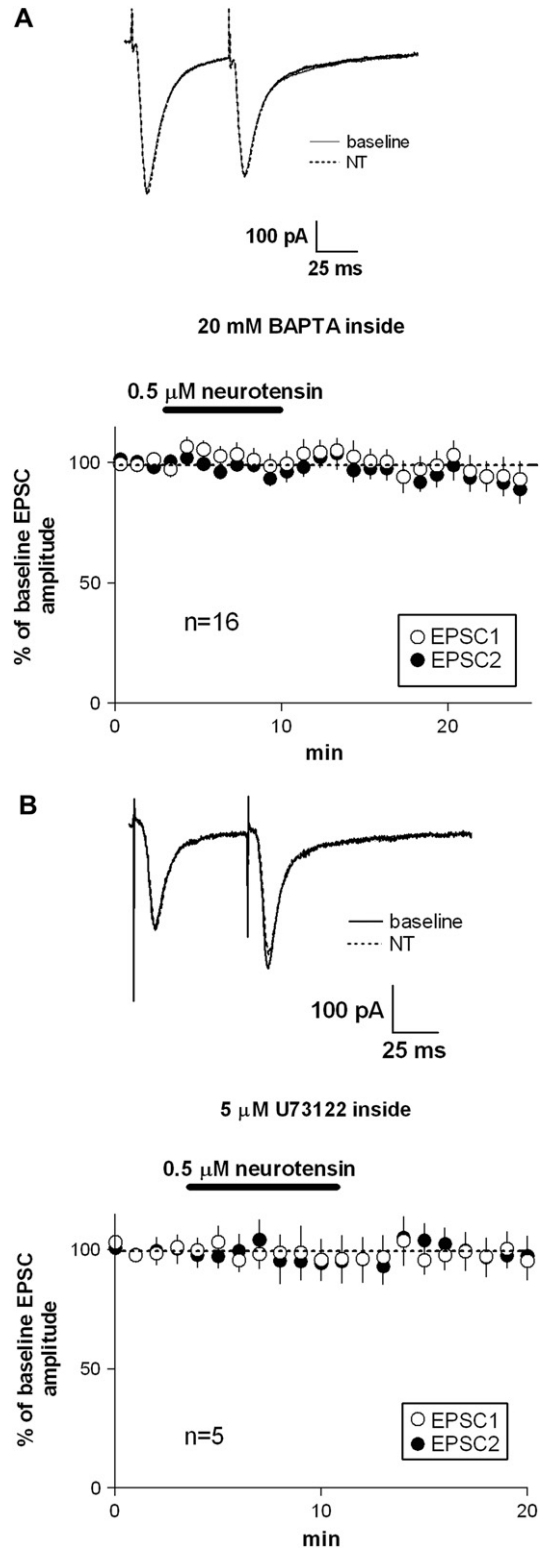 A
baseline
NT
100 pA
25 ms
20 mM BAPTA inside
0.5 μM neurotensin
% of baseline EPSC
amplitude
100
50
0
n=16
EPSC1
EPSC2
0
10
20
min
B
baseline
NT
100 pA
25 ms
5 μM U73122 inside
0.5 μM neurotensin
% of baseline EPSC
amplitude
100
50
0
n=5
EPSC1
EPSC2
0
10
20
min